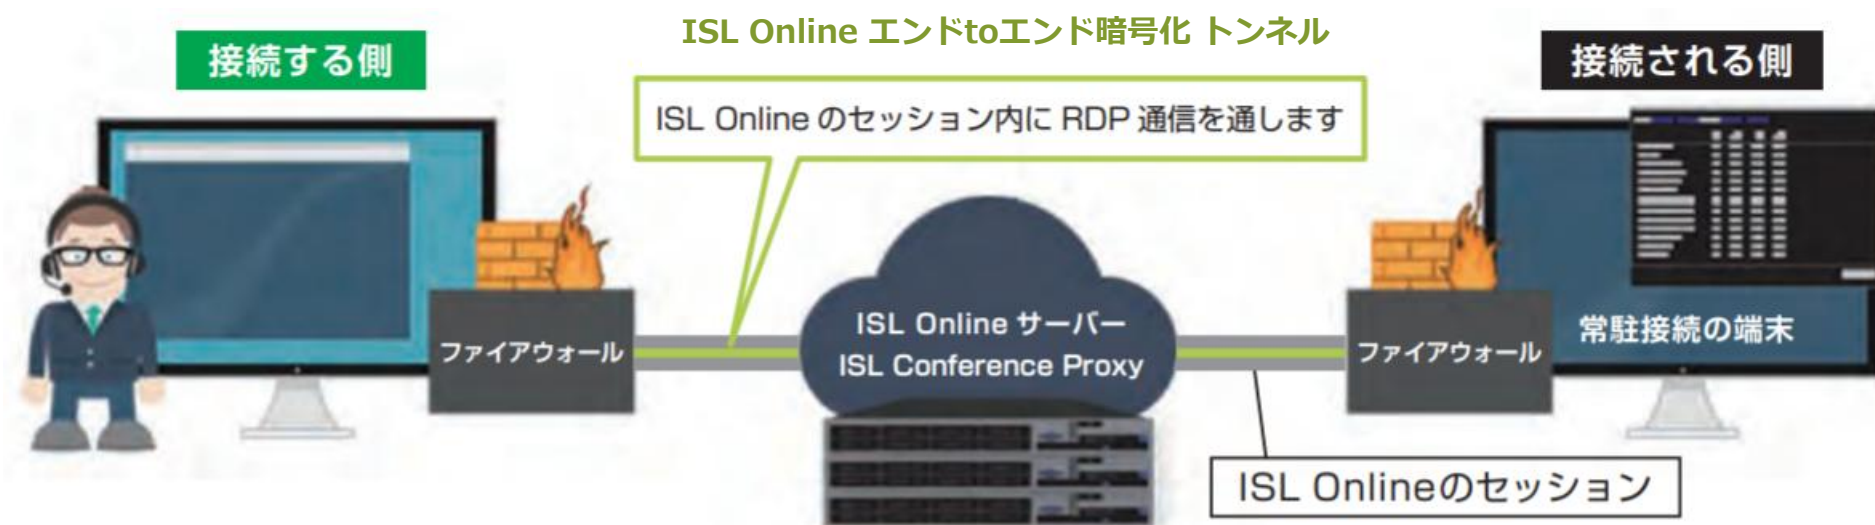 ISL Online エンドtoエンド暗号化 トンネル
接続する側
接続される側
ISL Online のセッション内に RDP 通信を通します
ファイアウォール
ISL Online サーバー
ISL Conference Proxy
ファイアウォール
常駐接続の端末
ISL Onlineのセッション